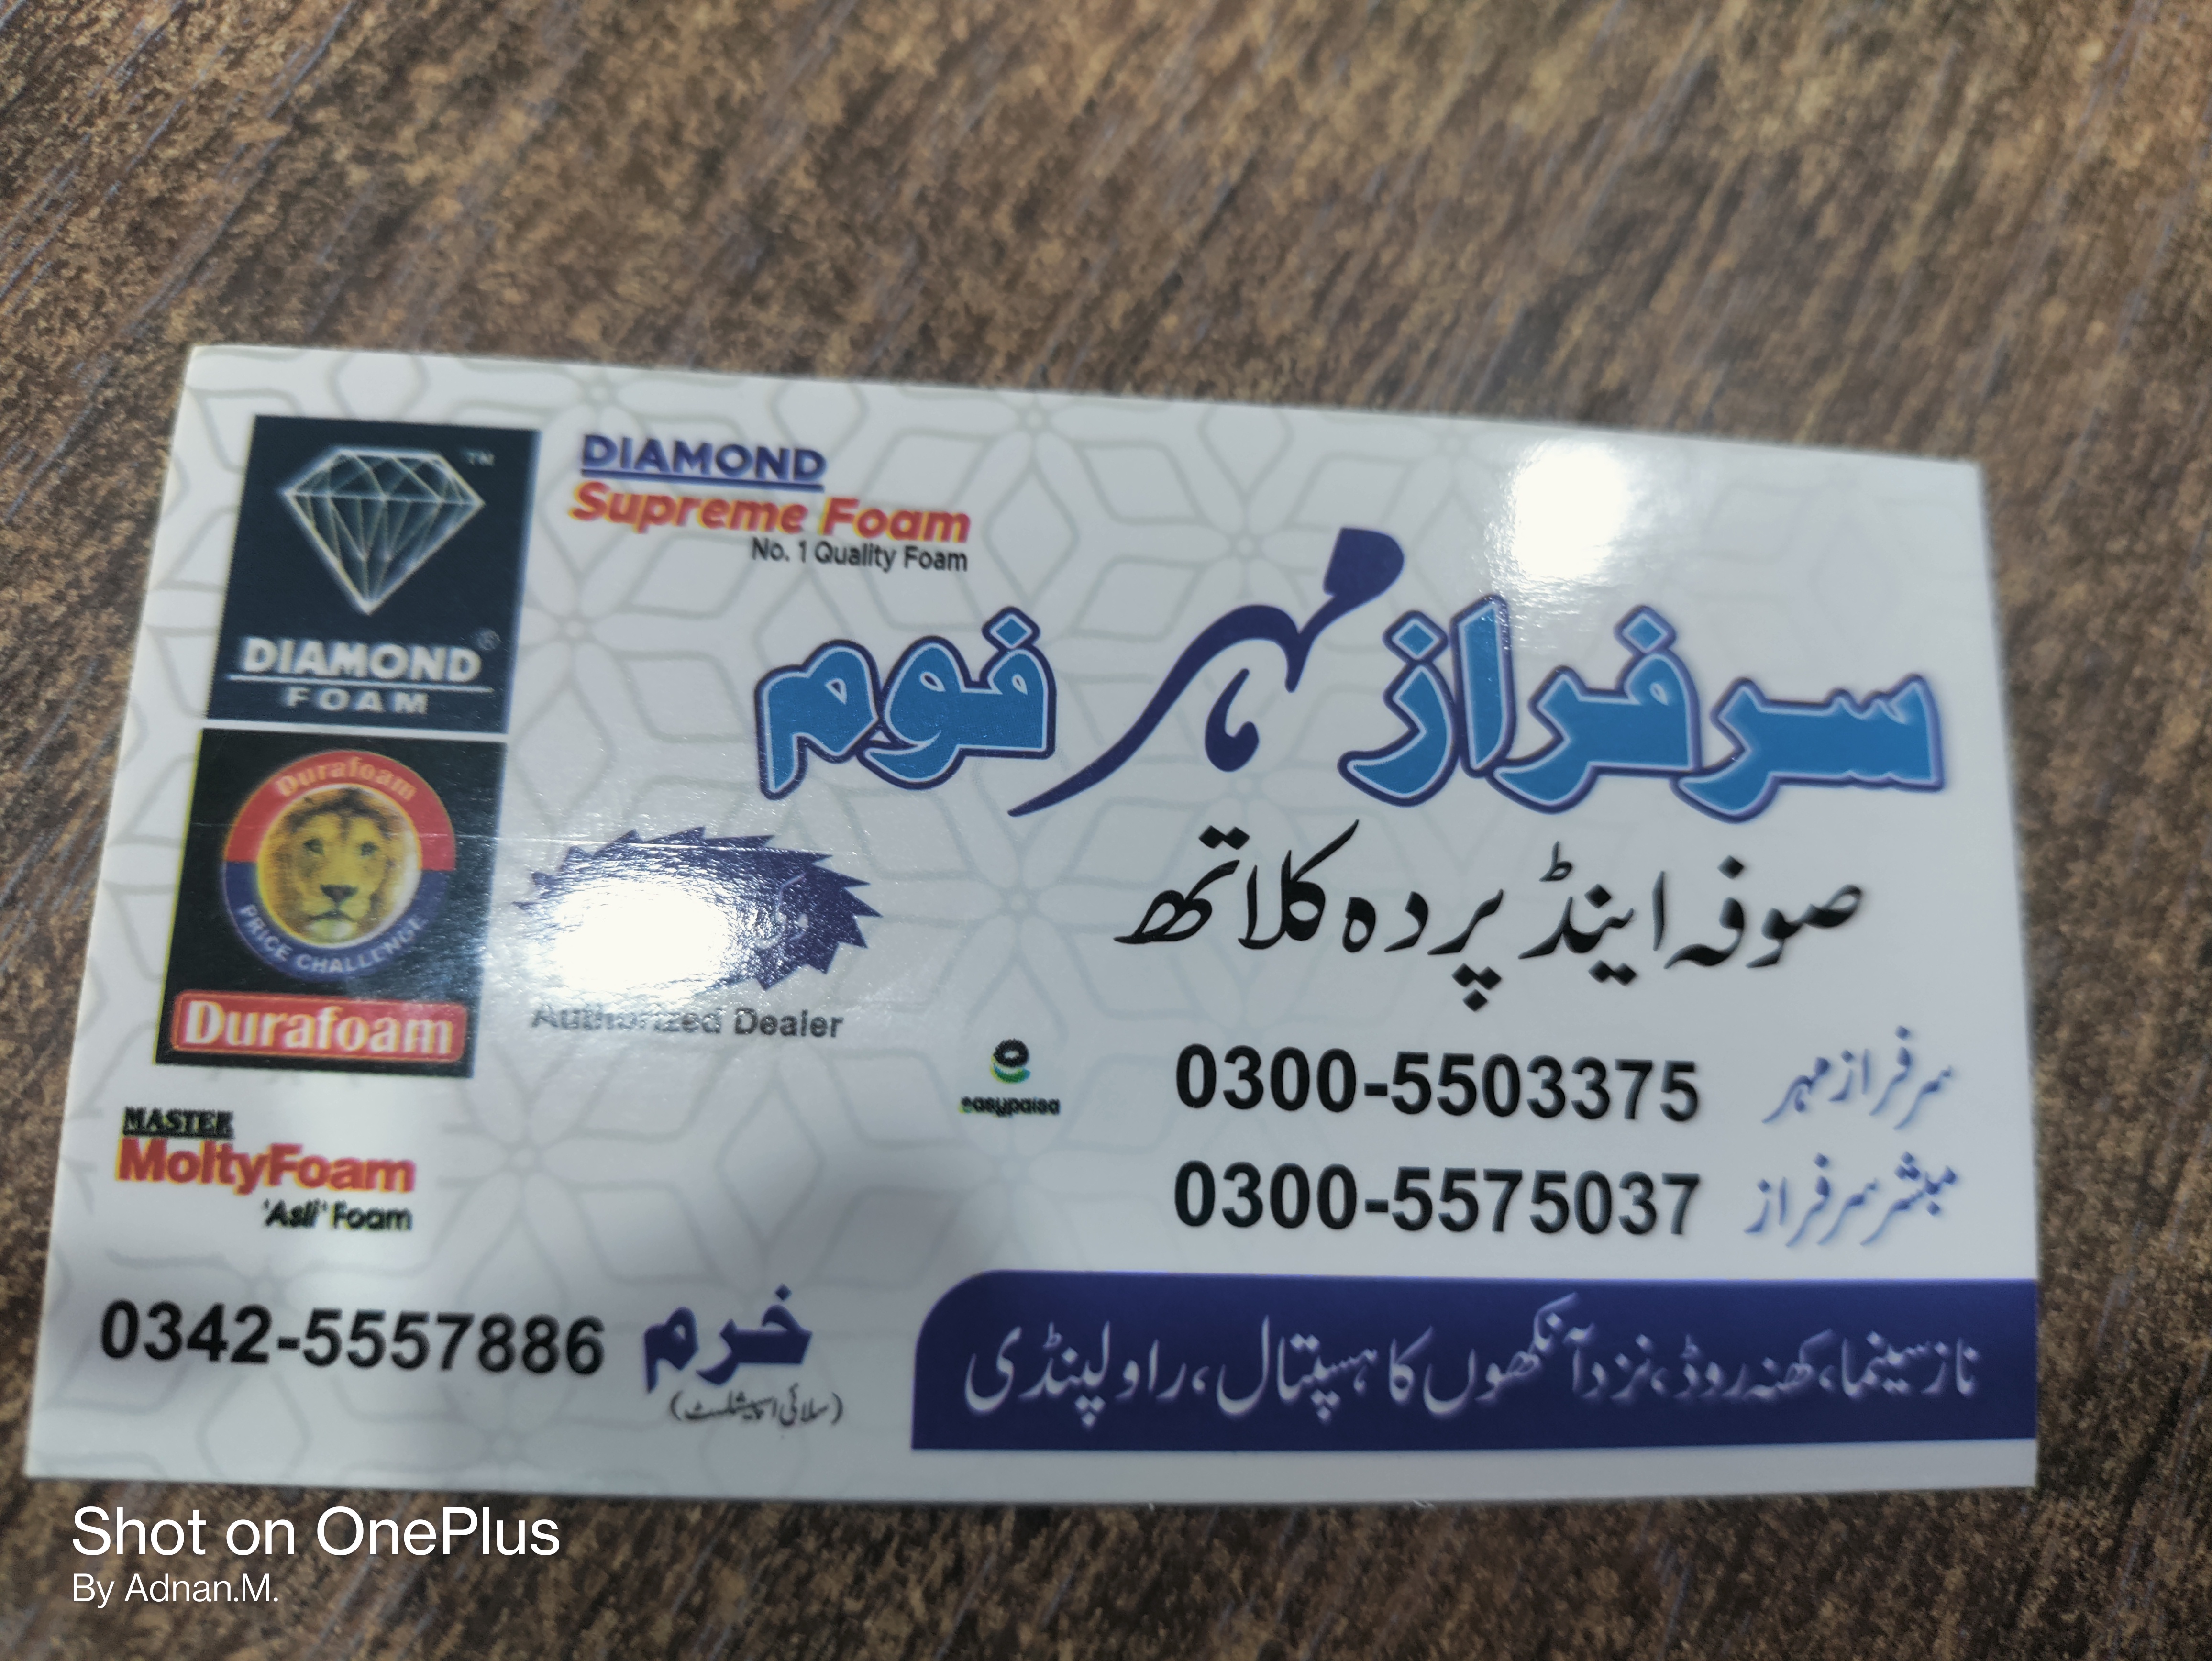 TM
DIAMOND®
FOAM
DIAMOND
Supreme Foam
No. 1 Quality Foam
سرفراز مہر فوم
صوفہ اینڈ پردہ کلاتھ
Durafoam
PRICE CHALLENGE
Durafoam
Authorized Dealer
MASTER
MoltyFoam
'Asli' Foam
easypaisa
سرفراز مہر 0300-5503375
مبشر سرفراز 0300-5575037
خرم 0342-5557886
(سلائی اسپیشلسٹ)
ناز سینما، کھنہ روڈ، نزد آنکھوں کا ہسپتال، راولپنڈی
Shot on OnePlus
By Adnan.M.